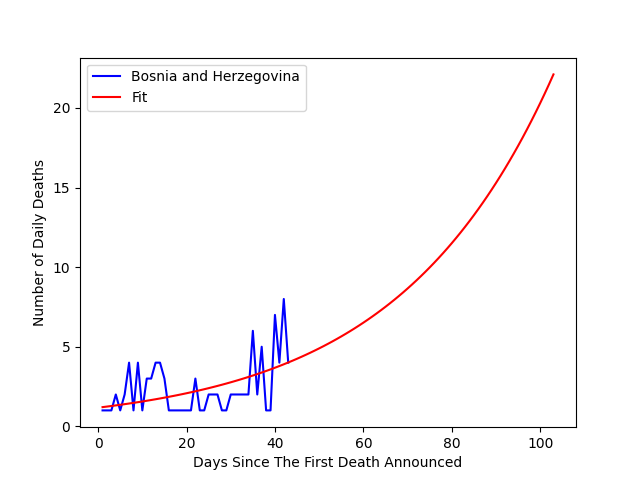 Bosnia and Herzegovina
Fit
20
15
10
5
0
0 20 40 60 80 100
Number of Daily Deaths
Days Since The First Death Announced